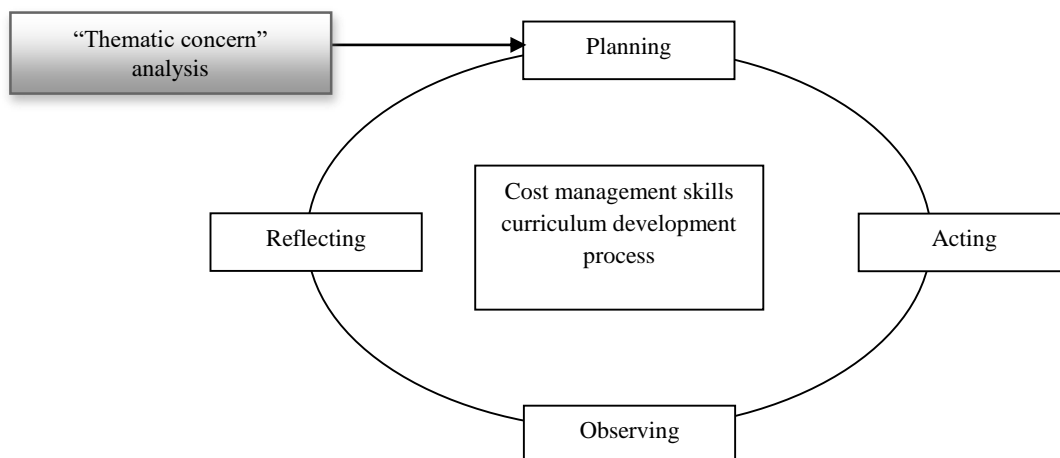 “Thematic concern”
analysis
Planning
Cost management skills
curriculum development
process
Reflecting
Acting
Observing